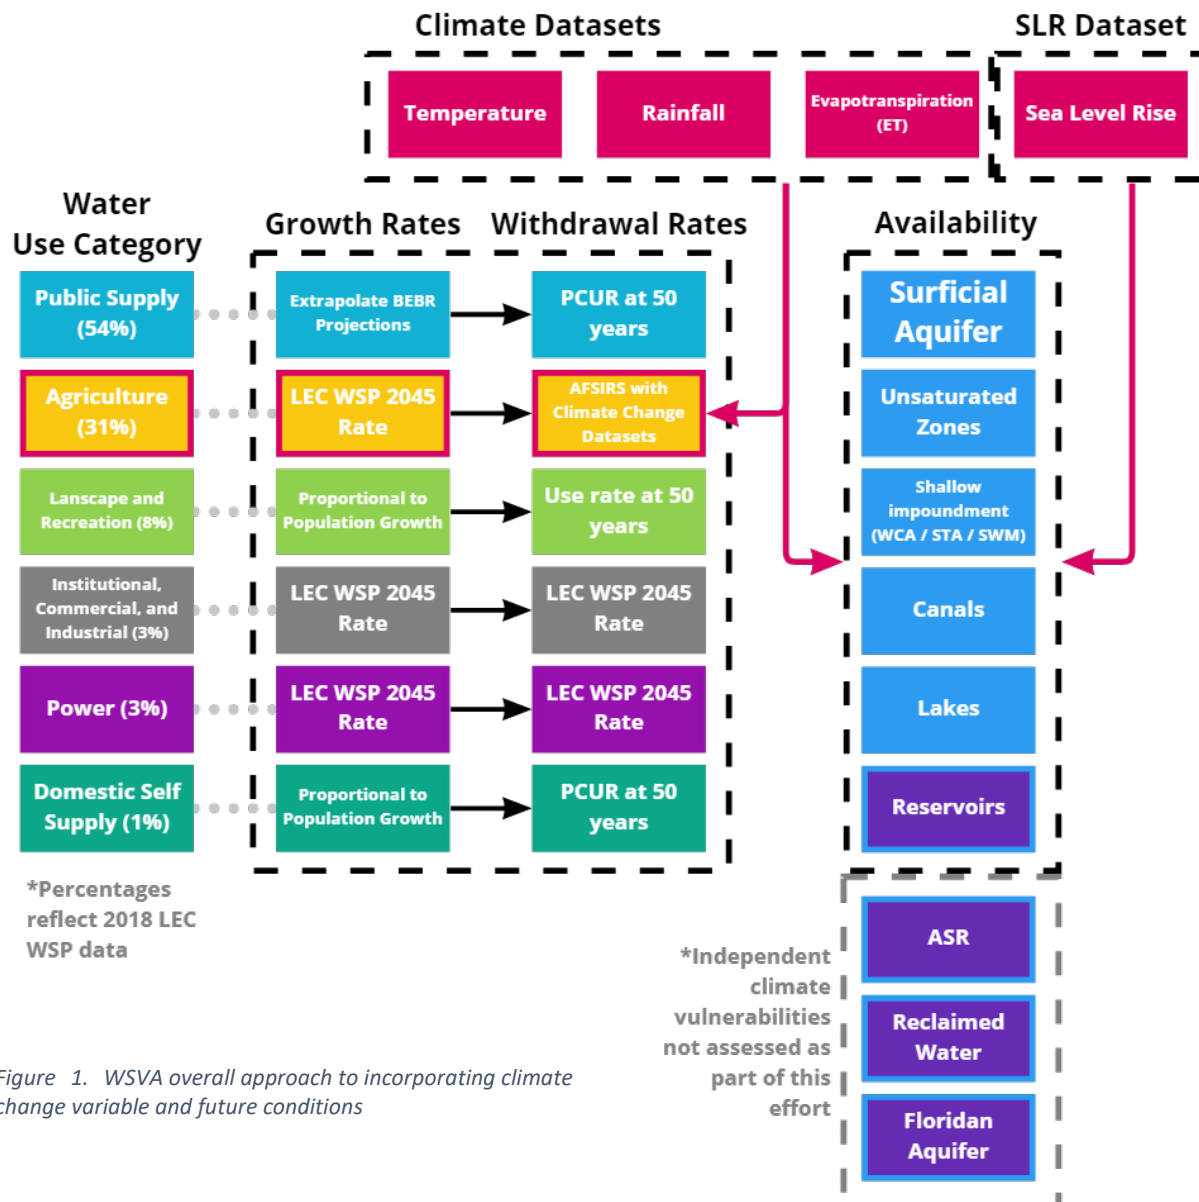 Climate Datasets
SLR Dataset
Temperature
Rainfall
Evapotranspiration
(ET)
Sea Level Rise
Water
Use Category
Growth Rates
Withdrawal Rates
Availability
Public Supply
(54%)
Extrapolate BEBR
Projections
PCUR at 50
years
Surficial
Aquifer
Agriculture
(31%)
LEC WSP 2045
Rate
AFSIRS with
Climate Change
Datasets
Unsaturated
Zones
Lanscape and
Recreation (8%)
Proportional to
Population Growth
Use rate at 50
years
Shallow
impoundment
(WCA / STA / SWM)
Institutional,
Commercial, and
Industrial (3%)
LEC WSP 2045
Rate
LEC WSP 2045
Rate
Canals
Power (3%)
LEC WSP 2045
Rate
LEC WSP 2045
Rate
Lakes
Domestic Self
Supply (1%)
Proportional to
Population Growth
PCUR at 50
years
Reservoirs
*Percentages
reflect 2018 LEC
WSP data
*Independent
climate
vulnerabilities
not assessed as
part of this
effort
ASR
Reclaimed
Water
Floridan
Aquifer
Figure 1. WSVA overall approach to incorporating climate
change variable and future conditions